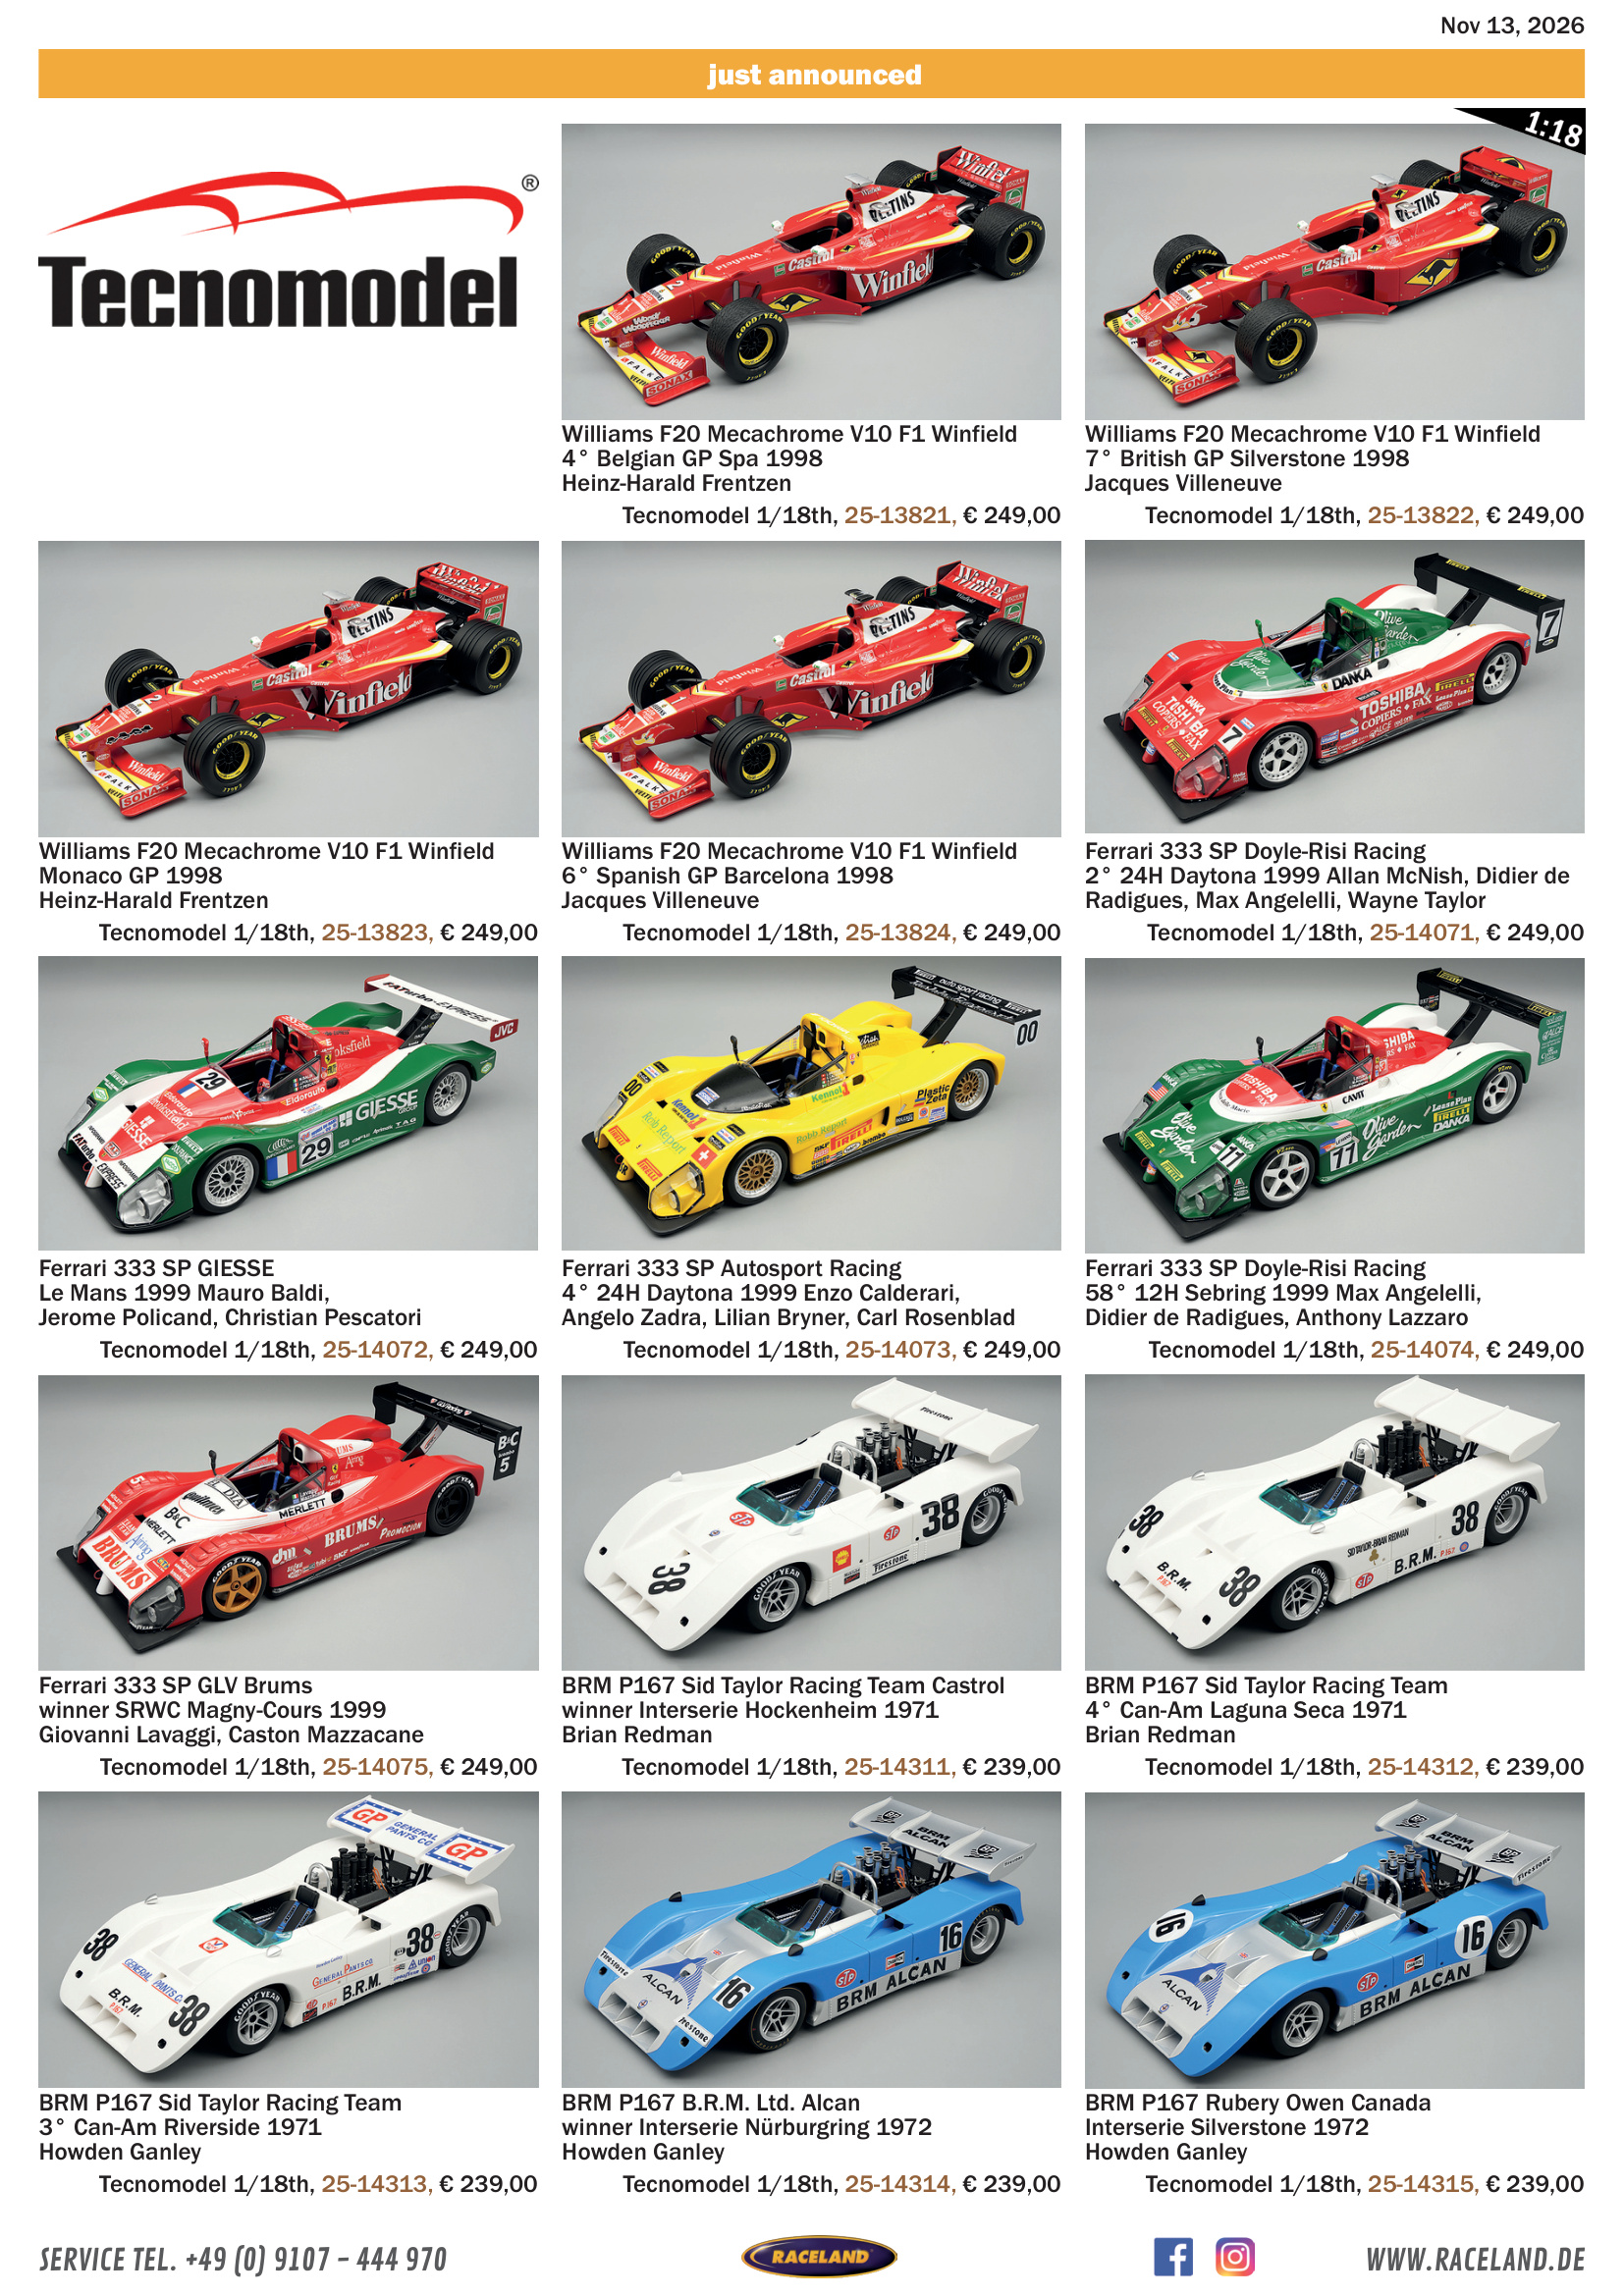 Nov 13, 2026
just announced
1:18
Tecnomodel®
Williams F20 Mecachrome V10 F1 Winfield
4° Belgian GP Spa 1998
Heinz-Harald Frentzen
Tecnomodel 1/18th, 25-13821, € 249,00
Williams F20 Mecachrome V10 F1 Winfield
7° British GP Silverstone 1998
Jacques Villeneuve
Tecnomodel 1/18th, 25-13822, € 249,00
Williams F20 Mecachrome V10 F1 Winfield
Monaco GP 1998
Heinz-Harald Frentzen
Tecnomodel 1/18th, 25-13823, € 249,00
Williams F20 Mecachrome V10 F1 Winfield
6° Spanish GP Barcelona 1998
Jacques Villeneuve
Tecnomodel 1/18th, 25-13824, € 249,00
Ferrari 333 SP Doyle-Risi Racing
2° 24H Daytona 1999 Allan McNish, Didier de
Radigues, Max Angelelli, Wayne Taylor
Tecnomodel 1/18th, 25-14071, € 249,00
Ferrari 333 SP GIESSE
Le Mans 1999 Mauro Baldi,
Jerome Policand, Christian Pescatori
Tecnomodel 1/18th, 25-14072, € 249,00
Ferrari 333 SP Autosport Racing
4° 24H Daytona 1999 Enzo Calderari,
Angelo Zadra, Lilian Bryner, Carl Rosenblad
Tecnomodel 1/18th, 25-14073, € 249,00
Ferrari 333 SP Doyle-Risi Racing
58° 12H Sebring 1999 Max Angelelli,
Didier de Radigues, Anthony Lazzaro
Tecnomodel 1/18th, 25-14074, € 249,00
Ferrari 333 SP GLV Brums
winner SRWC Magny-Cours 1999
Giovanni Lavaggi, Caston Mazzacane
Tecnomodel 1/18th, 25-14075, € 249,00
BRM P167 Sid Taylor Racing Team Castrol
winner Interserie Hockenheim 1971
Brian Redman
Tecnomodel 1/18th, 25-14311, € 239,00
BRM P167 Sid Taylor Racing Team
4° Can-Am Laguna Seca 1971
Brian Redman
Tecnomodel 1/18th, 25-14312, € 239,00
BRM P167 Sid Taylor Racing Team
3° Can-Am Riverside 1971
Howden Ganley
Tecnomodel 1/18th, 25-14313, € 239,00
BRM P167 B.R.M. Ltd. Alcan
winner Interserie Nürburgring 1972
Howden Ganley
Tecnomodel 1/18th, 25-14314, € 239,00
BRM P167 Rubery Owen Canada
Interserie Silverstone 1972
Howden Ganley
Tecnomodel 1/18th, 25-14315, € 239,00
SERVICE TEL. +49 (0) 9107 - 444 970
RACELAND
WWW.RACELAND.DE